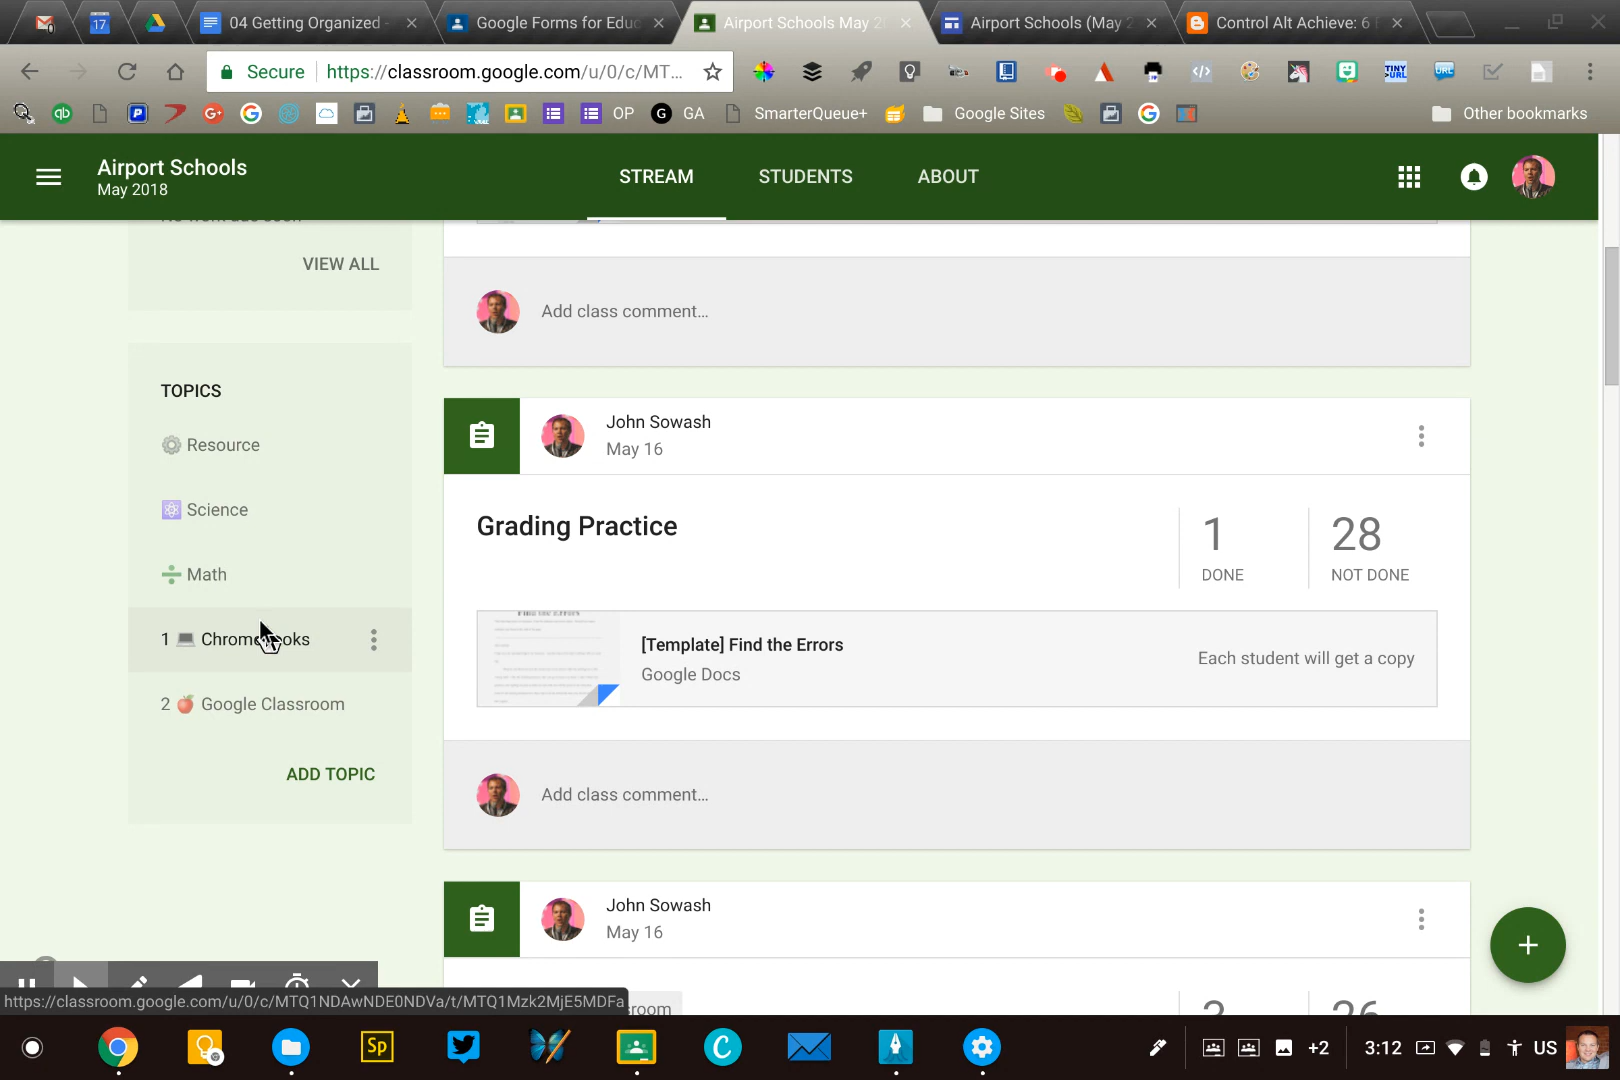 04 Getting Organized -
Google Forms for Educ
Airport Schools May 2
Airport Schools (May 2
Control Alt Achieve: 6 F
Secure
https://classroom.google.com/u/0/c/MT...
OP
GA
SmarterQueue+
Google Sites
Other bookmarks
Airport Schools
May 2018
STREAM
STUDENTS
ABOUT
VIEW ALL
Add class comment...
TOPICS
Resource
Science
Math
1 Chromebooks
2 Google Classroom
ADD TOPIC
John Sowash
May 16
Grading Practice
1
DONE
28
NOT DONE
[Template] Find the Errors
Google Docs
Each student will get a copy
Add class comment...
John Sowash
May 16
https://classroom.google.com/u/0/c/MTQ1NDAwNDE0NDVa/t/MTQ1Mzk2MjE5MDFa
room
Sp
+2
3:12
US